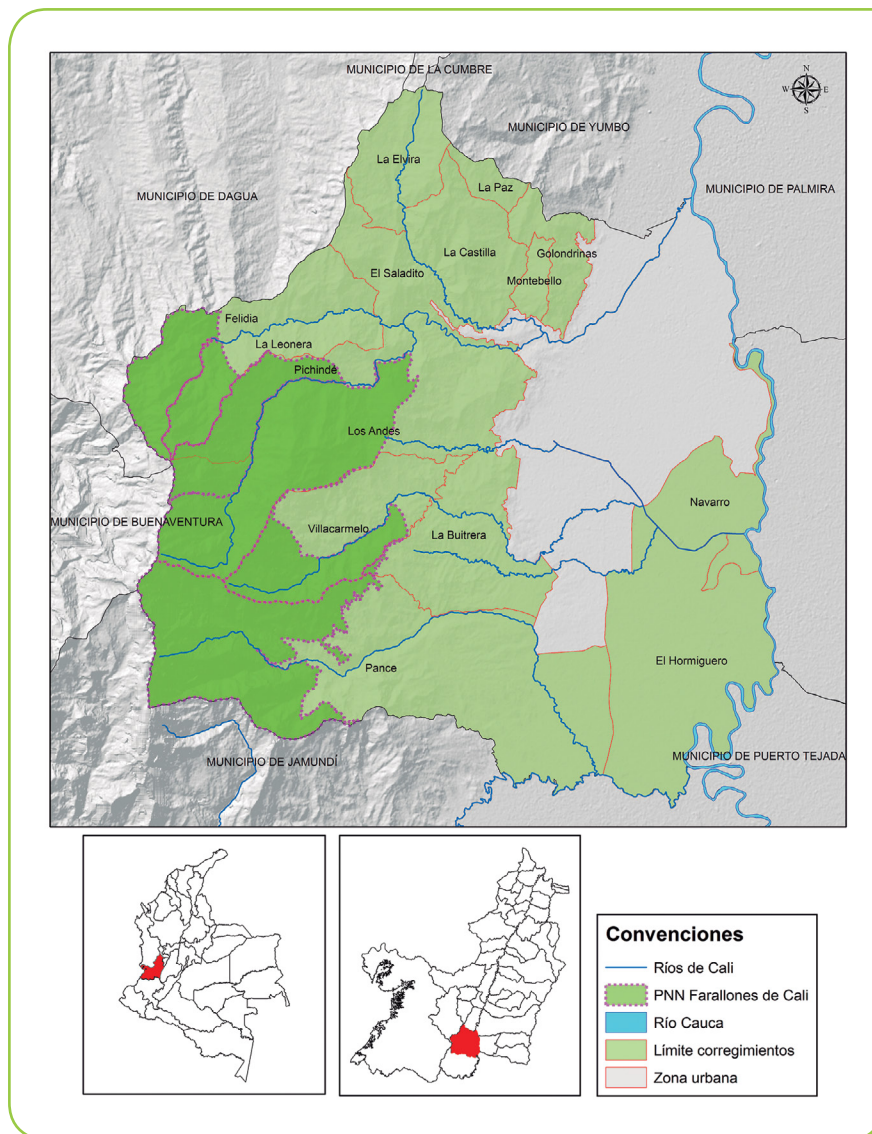 MUNICIPIO DE LA CUMBRE
N
W E
S
MUNICIPIO DE YUMBO
La Elvira
La Paz
MUNICIPIO DE DAGUA
MUNICIPIO DE PALMIRA
La Castilla
Golondrinas
El Saladito
Montebello
Felidia
La Leonera
Pichindé
Los Andes
Navarro
MUNICIPIO DE BUENAVENTURA
Villacarmelo
La Buitrera
El Hormiguero
Pance
MUNICIPIO DE JAMUNDÍ
MUNICIPIO DE PUERTO TEJADA
Convenciones
Ríos de Cali
PNN Farallones de Cali
Río Cauca
Límite corregimientos
Zona urbana